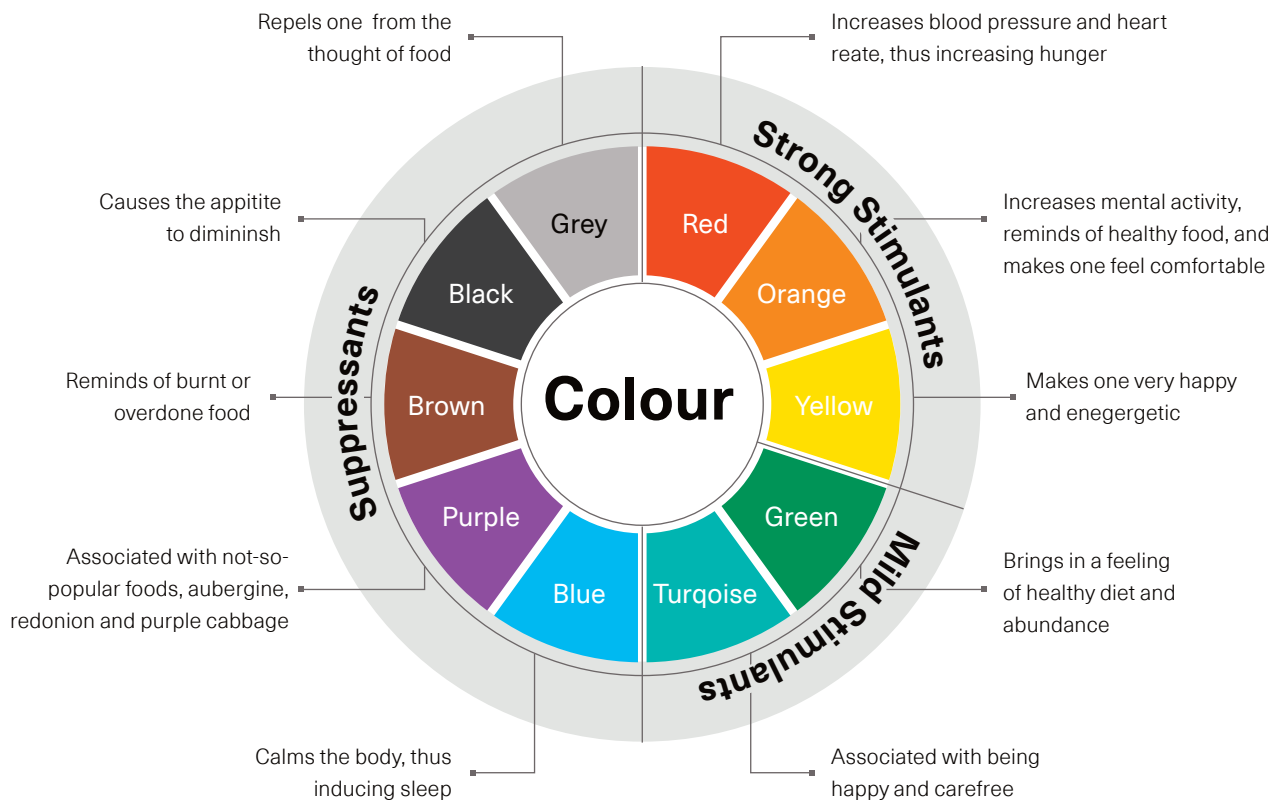 Repels one  from the
thought of food
Increases blood pressure and heart
reate, thus increasing hunger
Strong Stimulants
Causes the appitite
to dimininsh
Grey
Red
Increases mental activity,
reminds of healthy food, and
makes one feel comfortable
Black
Orange
Suppressants
Reminds of burnt or
overdone food
Brown
Colour
Yellow
Makes one very happy
and enegergetic
Purple
Green
Mild Stimulants
Associated with not-so-
popular foods, aubergine,
redonion and purple cabbage
Blue
Turqoise
Brings in a feeling
of healthy diet and
abundance
Calms the body, thus
inducing sleep
Associated with being
happy and carefree